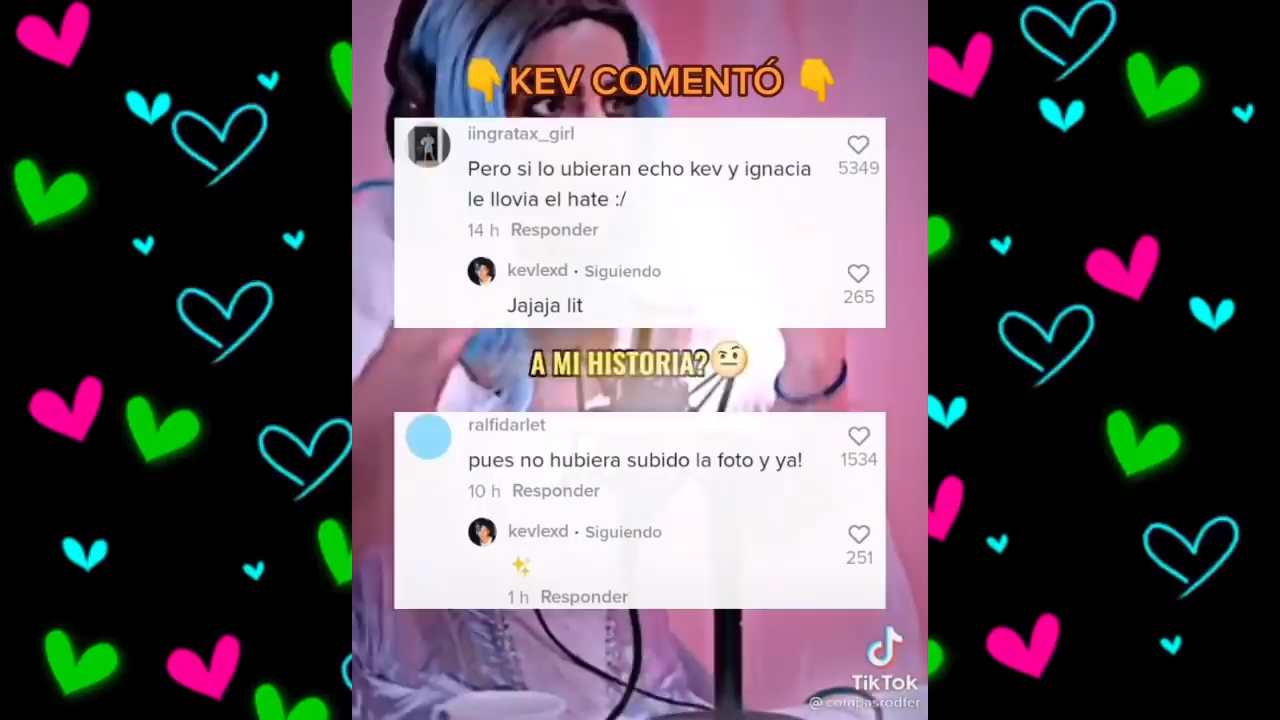 👇KEV COMENTÓ 👇
iingratax_girl
Pero si lo ubieran echo kev y ignacia
5349
le llovia el hate :/
14 h Responder
kevlexd · Siguiendo
Jajaja lit
265
A MI HISTORIA?🤨
ralfidarlet
pues no hubiera subido la foto y ya!
1534
10 h Responder
kevlexd · Siguiendo
251
✨
1 h Responder
TikTok
@compasrodfer